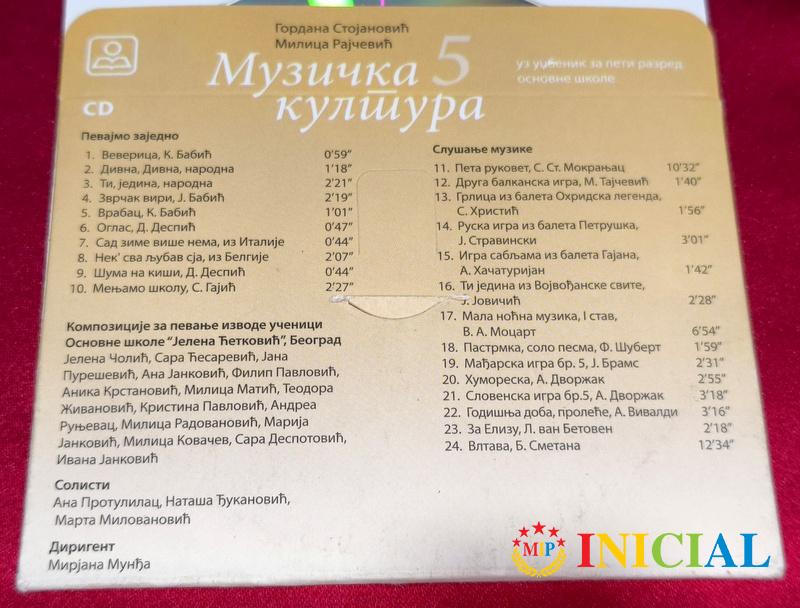 Гордана Стојановић
Милица Рајчевић
Музичка 5
култура
уз уџбеник за пети разред
основне школе
CD
Певајмо заједно
1. Веверица, К. Бабић 0'59"
2. Дивна, Дивна, народна 1'18"
3. Ти, једина, народна 2'21"
4. Зврчак вири, Ј. Бабић 2'19"
5. Врабац, К. Бабић 1'01"
6. Оглас, Д. Деспић 0'47"
7. Сад зиме више нема, из Италије 0'44"
8. Нек' сва љубав сја, из Белгије 2'07"
9. Шума на киши, Д. Деспић 0'44"
10. Мењамо школу, С. Гајић 2'27"
Композиције за певање изводе ученици
Основне школе "Јелена Ћетковић", Београд
Јелена Чолић, Сара Ћесаревић, Јана
Пурешевић, Ана Јанковић, Филип Павловић,
Аника Крстановић, Милица Матић, Теодора
Живановић, Кристина Павловић, Андреа
Руњевац, Милица Радовановић, Марија
Јанковић, Милица Ковачев, Сара Деспотовић,
Ивана Јанковић
Солисти
Ана Протулилац, Наташа Ђукановић,
Марта Миловановић
Диригент
Мирјана Мунђа
Слушање музике
11. Пета руковет, С. Ст. Мокрањац 10'32"
12. Друга балканска игра, М. Тајчевић 1'40"
13. Грлица из балета Охридска легенда,
С. Христић 1'56"
14. Руска игра из балета Петрушка,
Ј. Стравински 3'01"
15. Игра сабљама из балета Гајана,
А. Хачатуријан 1'42"
16. Ти једина из Војвођанске свите,
Ј. Јовичић 2'28"
17. Мала ноћна музика, I став,
В. А. Моцарт 6'54"
18. Пастрмка, соло песма, Ф. Шуберт 1'59"
19. Мађарска игра бр. 5, Ј. Брамс 2'31"
20. Хумореска, А. Дворжак 2'55"
21. Словенска игра бр.5, А. Дворжак 3'18"
22. Годишња доба, пролеће, А. Вивалди 3'16"
23. За Елизу, Л. ван Бетовен 2'18"
24. Влтава, Б. Сметана 12'34"
MIP INICIAL